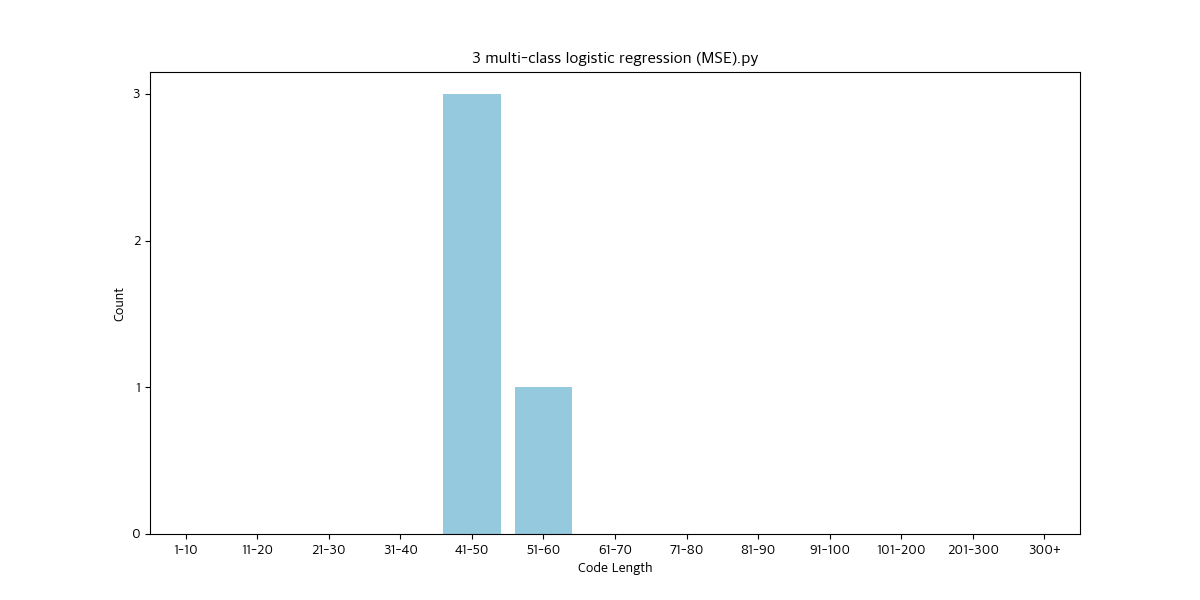 3 multi-class logistic regression (MSE).py
Count
3
2
1
0
1-10 11-20 21-30 31-40 41-50 51-60 61-70 71-80 81-90 91-100 101-200 201-300 300+
Code Length